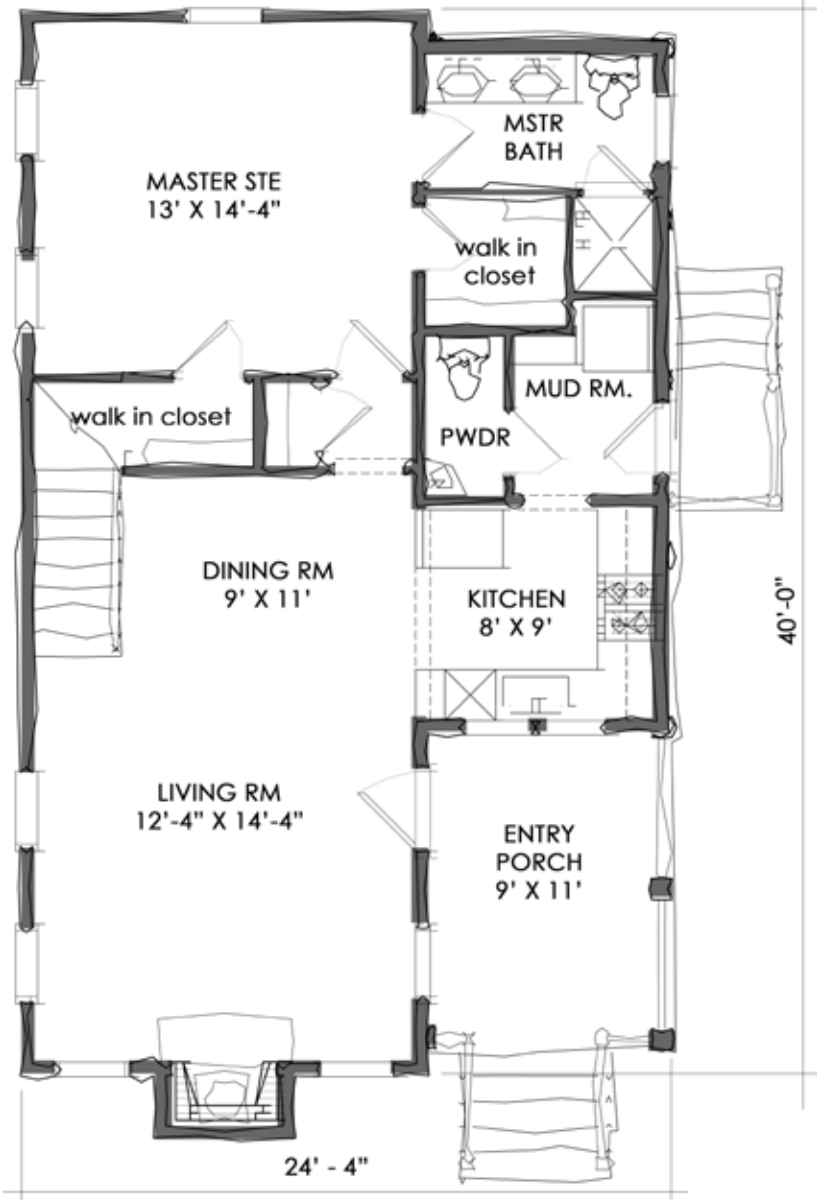 MSTR
BATH
MASTER STE
13' X 14'-4"
walk in
closet
MUD RM.
walk in closet
PWDR
DINING RM
9' X 11'
KITCHEN
8' X 9'
40'-0"
LIVING RM
12'-4" X 14'-4"
ENTRY
PORCH
9' X 11'
24' - 4"